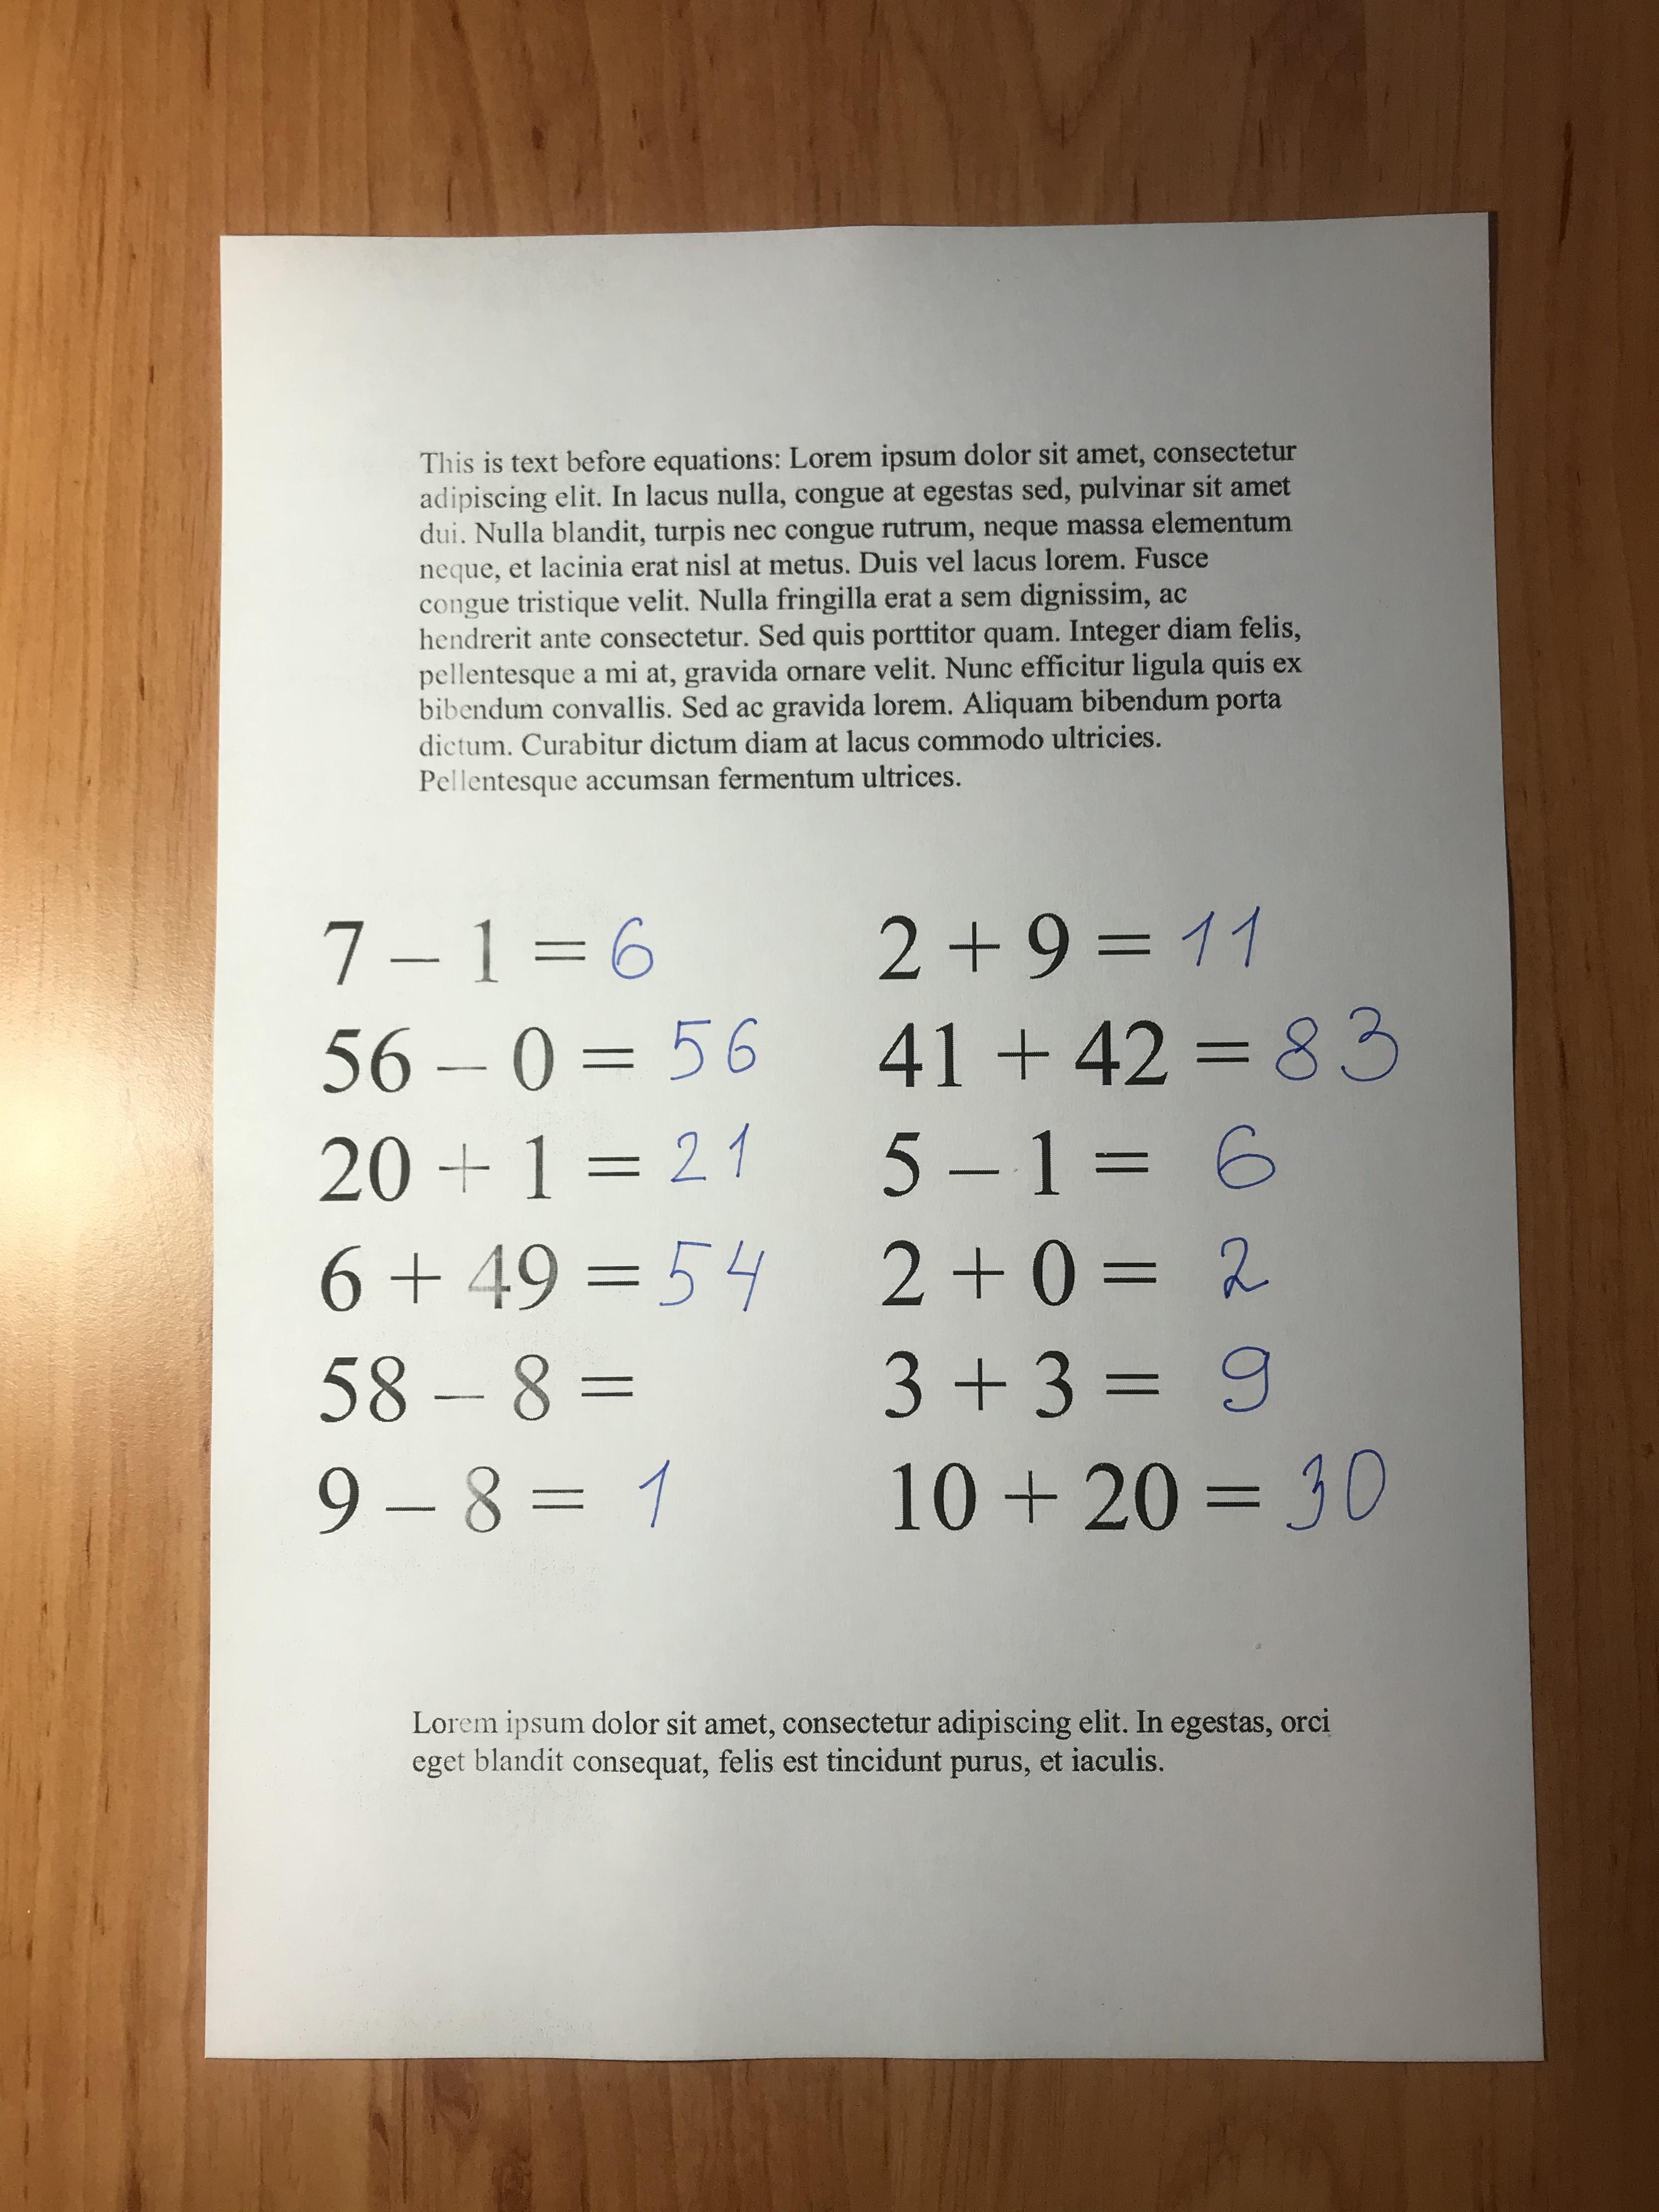 This is text before equations: Lorem ipsum dolor sit amet, consectetur
adipiscing elit. In lacus nulla, congue at egestas sed, pulvinar sit amet
dui. Nulla blandit, turpis nec congue rutrum, neque massa elementum
neque, et lacinia erat nisl at metus. Duis vel lacus lorem. Fusce
congue tristique velit. Nulla fringilla erat a sem dignissim, ac
hendrerit ante consectetur. Sed quis porttitor quam. Integer diam felis,
pellentesque a mi at, gravida ornare velit. Nunc efficitur ligula quis ex
bibendum convallis. Sed ac gravida lorem. Aliquam bibendum porta
dictum. Curabitur dictum diam at lacus commodo ultricies.
Pellentesque accumsan fermentum ultrices.
7 – 1 = 6
56 – 0 = 56
20 + 1 = 21
6 + 49 = 54
58 – 8 =
9 – 8 = 1
2 + 9 = 11
41 + 42 = 83
5 – 1 = 6
2 + 0 = 2
3 + 3 = 9
10 + 20 = 30
Lorem ipsum dolor sit amet, consectetur adipiscing elit. In egestas, orci
eget blandit consequat, felis est tincidunt purus, et iaculis.